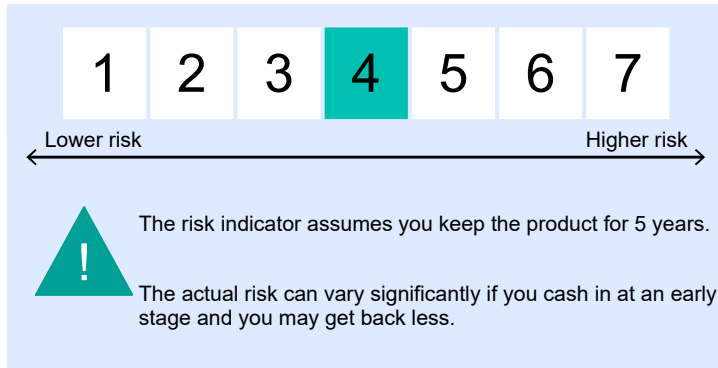 1 2 3 4 5 6 7
Lower risk Higher risk
The risk indicator assumes you keep the product for 5 years.
!
The actual risk can vary significantly if you cash in at an early
stage and you may get back less.